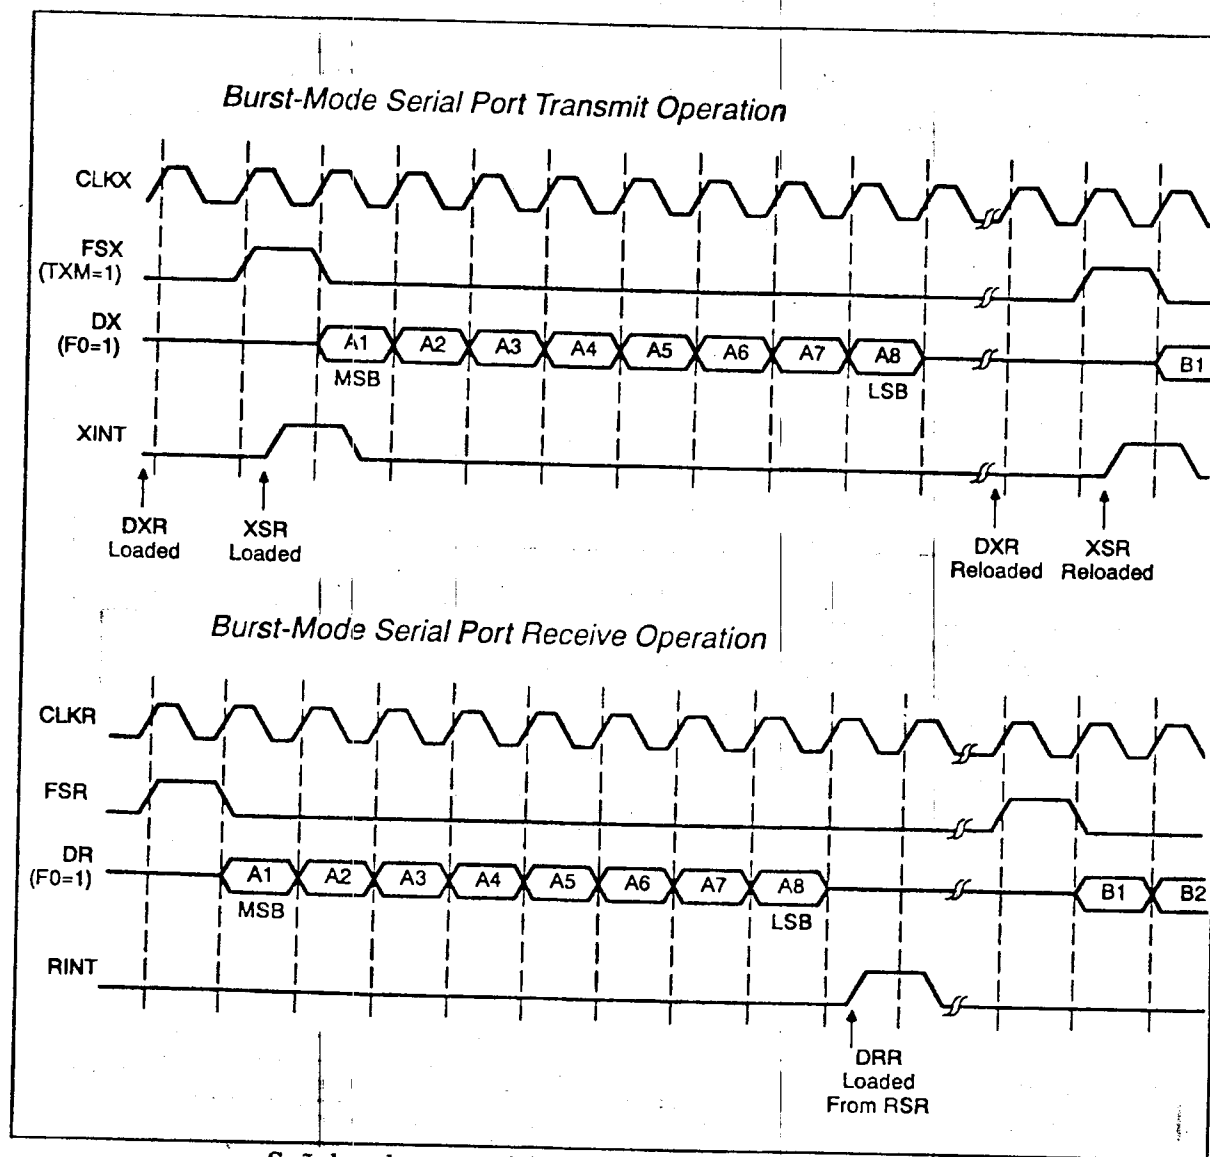 Burst-Mode Serial Port Transmit Operation
CLKX
FSX
(TXM=1)
DX
(F0=1)
A1 A2 A3 A4 A5 A6 A7 A8 B1
MSB LSB
XINT
DXR
Loaded
XSR
Loaded
DXR
Reloaded
XSR
Reloaded
Burst-Mode Serial Port Receive Operation
CLKR
FSR
DR
(F0=1)
A1 A2 A3 A4 A5 A6 A7 A8 B1 B2
MSB LSB
RINT
DRR
Loaded
From RSR